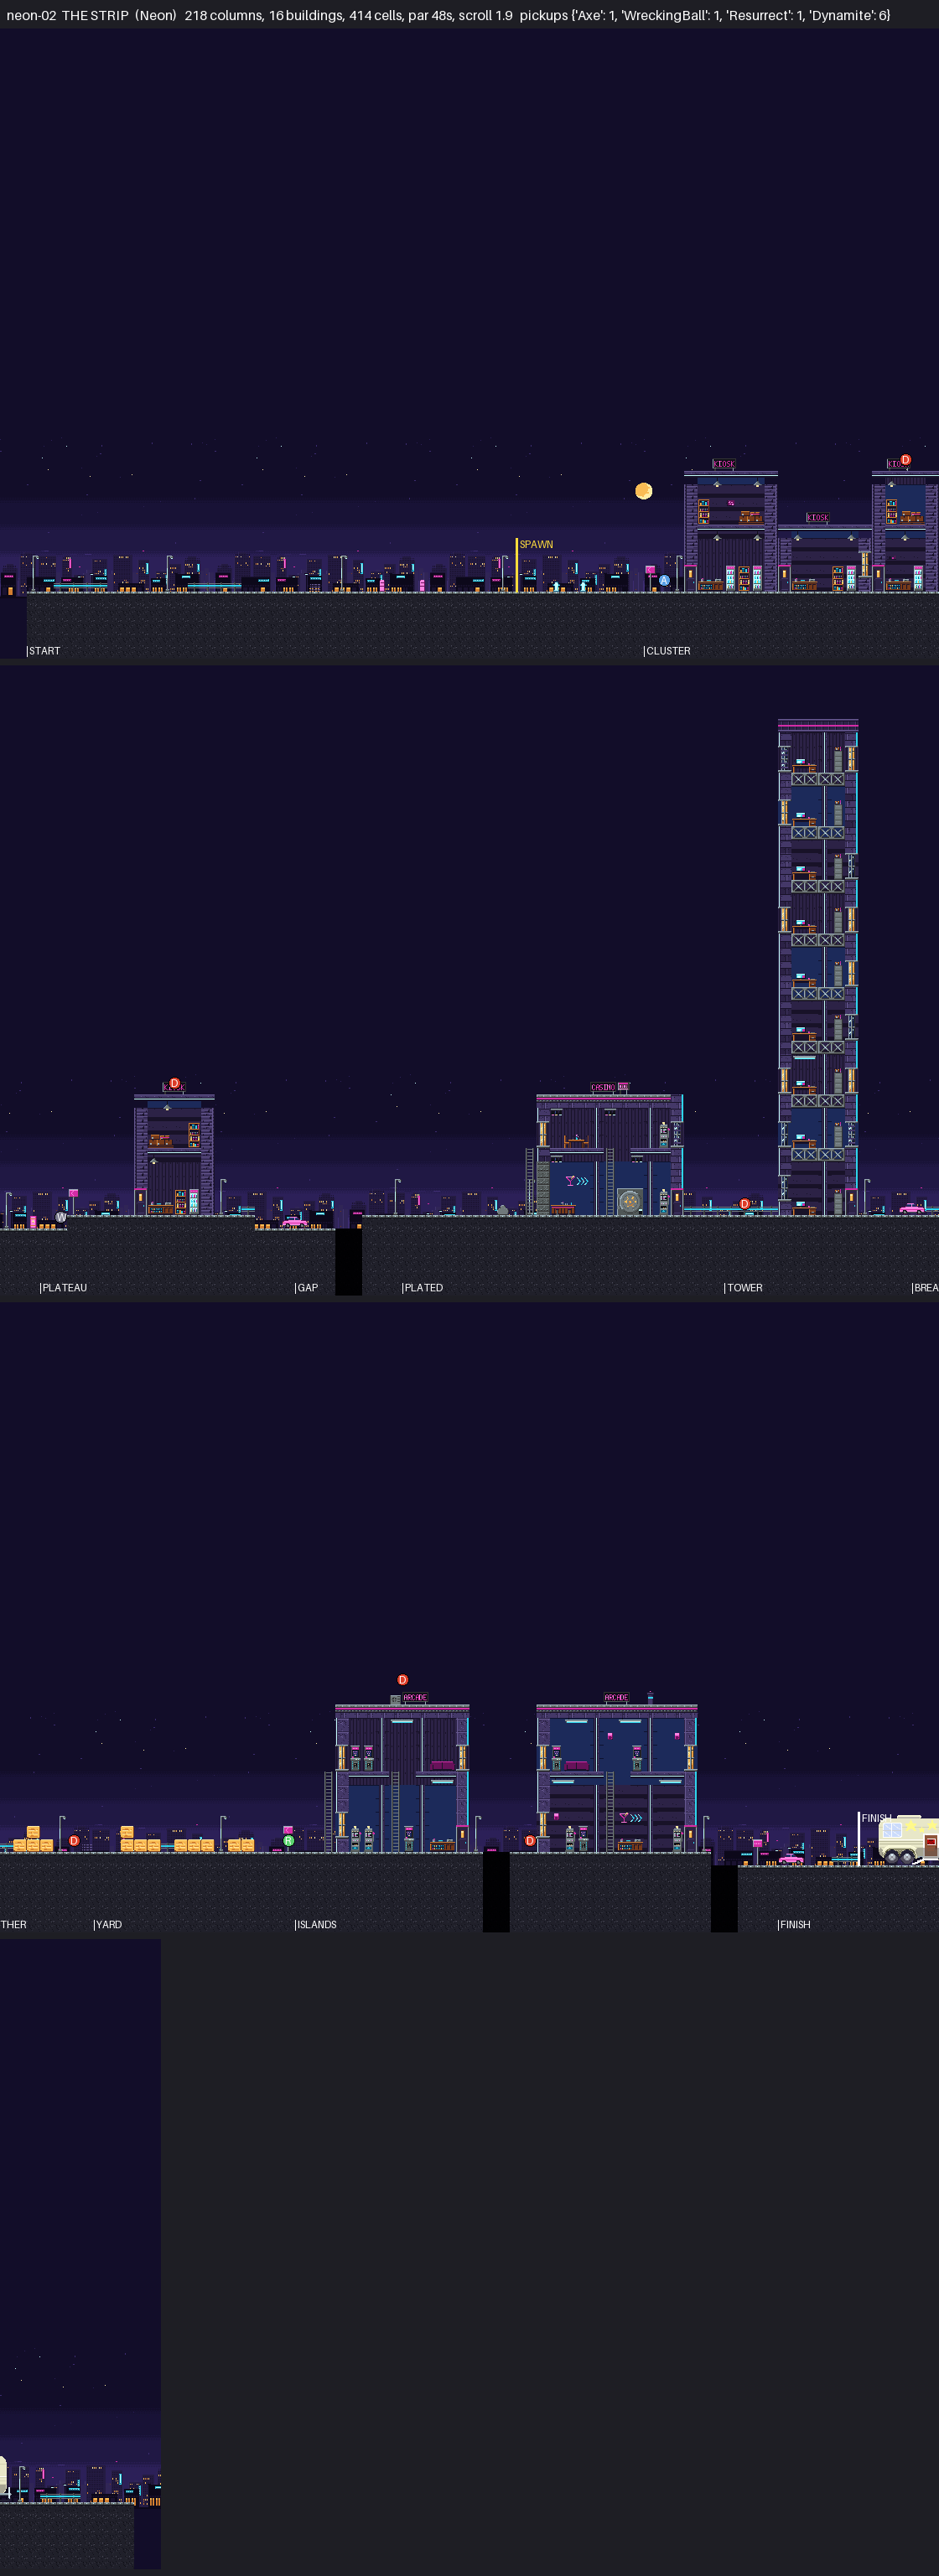 neon-02 THE STRIP (Neon) 218 columns, 16 buildings, 414 cells, par 48s, scroll 1.9 pickups {'Axe': 1, 'WreckingBall': 1, 'Resurrect': 1, 'Dynamite': 6}
KIOSK
D
KIOSK
SPAWN
A
START
CLUSTER
D
CASINO
W
D
PLATEAU
GAP
PLATED
TOWER
BREA
D
ARCADE
ARCADE
FINISH
D
R
D
THER
YARD
ISLANDS
FINISH